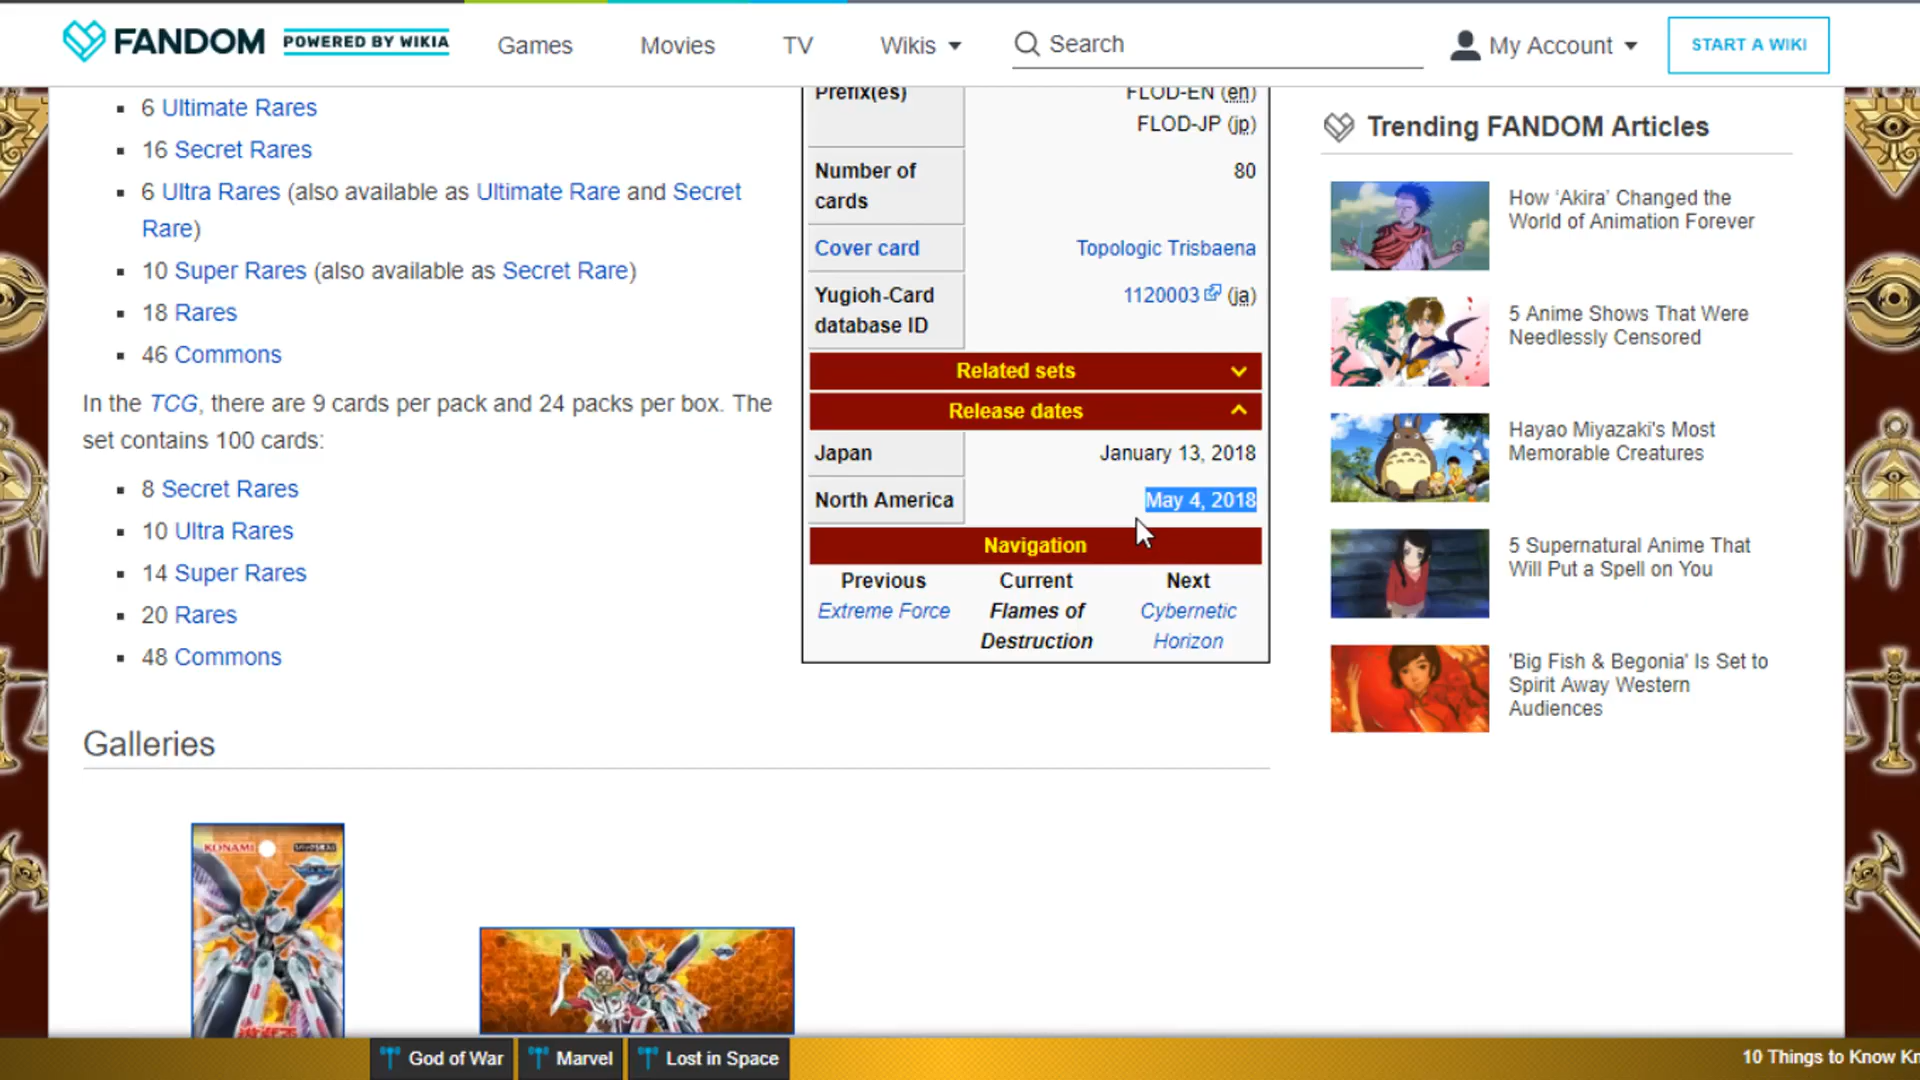 FANDOM POWERED BY WIKIA Games Movies TV Wikis Search My Account START A WIKI
6 Ultimate Rares
16 Secret Rares
6 Ultra Rares (also available as Ultimate Rare and Secret
Rare)
10 Super Rares (also available as Secret Rare)
18 Rares
46 Commons
In the TCG, there are 9 cards per pack and 24 packs per box. The
set contains 100 cards:
8 Secret Rares
10 Ultra Rares
14 Super Rares
20 Rares
48 Commons
Galleries
KONAMI
Prefix(es) FLOD-EN (en)
FLOD-JP (jp)
Number of
cards 80
Cover card Topologic Trisbaena
Yugioh-Card
database ID 1120003 (ja)
Related sets
Release dates
Japan January 13, 2018
North America May 4, 2018
Navigation
Previous Current Next
Extreme Force Flames of Cybernetic
Destruction Horizon
Trending FANDOM Articles
How ‘Akira’ Changed the
World of Animation Forever
5 Anime Shows That Were
Needlessly Censored
Hayao Miyazaki's Most
Memorable Creatures
5 Supernatural Anime That
Will Put a Spell on You
'Big Fish & Begonia' Is Set to
Spirit Away Western
Audiences
God of War Marvel Lost in Space 10 Things to Know Kn